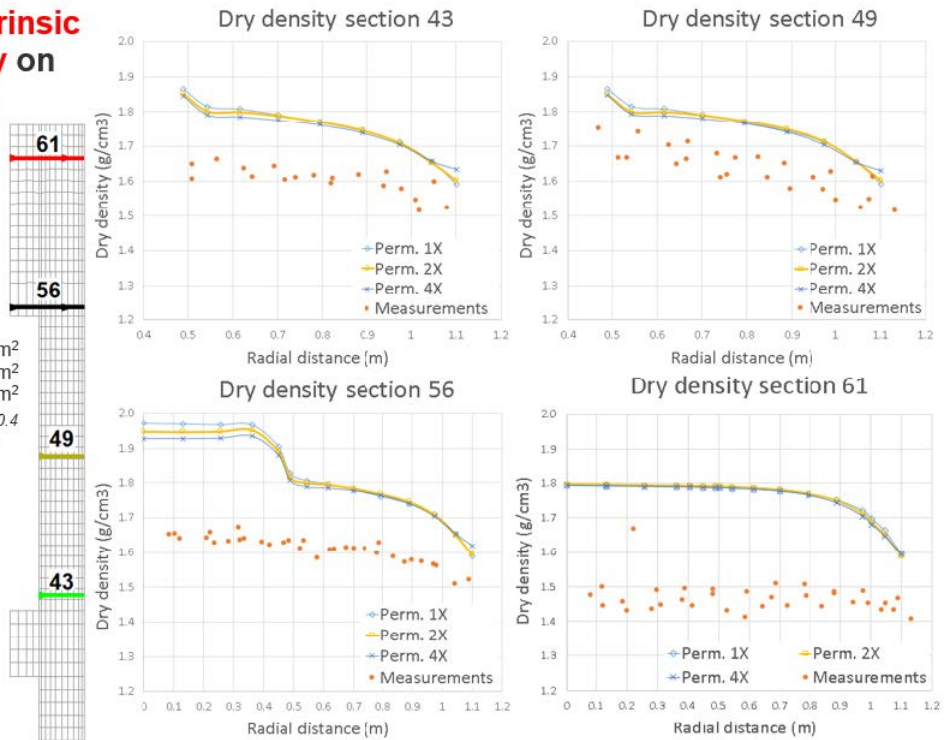 rinsic
y on
61
56
m²
m²
m²
0.4
49
43
Dry density section 43
Dry density (g/cm3)
2.0
1.9
1.8
1.7
1.6
1.5
1.4
1.3
1.2
Perm. 1X
Perm. 2X
Perm. 4X
Measurements
0.4 0.5 0.6 0.7 0.8 0.9 1 1.1 1.2
Radial distance (m)
Dry density section 49
Dry density (g/cm3)
2.0
1.9
1.8
1.7
1.6
1.5
1.4
1.3
1.2
Perm. 1X
Perm. 2X
Perm. 4X
Measurements
0.4 0.5 0.6 0.7 0.8 0.9 1 1.1 1.2
Radial distance (m)
Dry density section 56
Dry density (g/cm3)
2.0
1.9
1.8
1.7
1.6
1.5
1.4
1.3
1.2
Perm. 1X
Perm. 2X
Perm. 4X
Measurements
0 0.1 0.2 0.3 0.4 0.5 0.6 0.7 0.8 0.9 1 1.1 1.2
Radial distance (m)
Dry density section 61
Dry density (g/cm3)
2.0
1.9
1.8
1.7
1.6
1.5
1.4
1.3
1.2
Perm. 1X Perm. 2X
Perm. 4X Measurements
0 0.1 0.2 0.3 0.4 0.5 0.6 0.7 0.8 0.9 1 1.1 1.2
Radial distance (m)